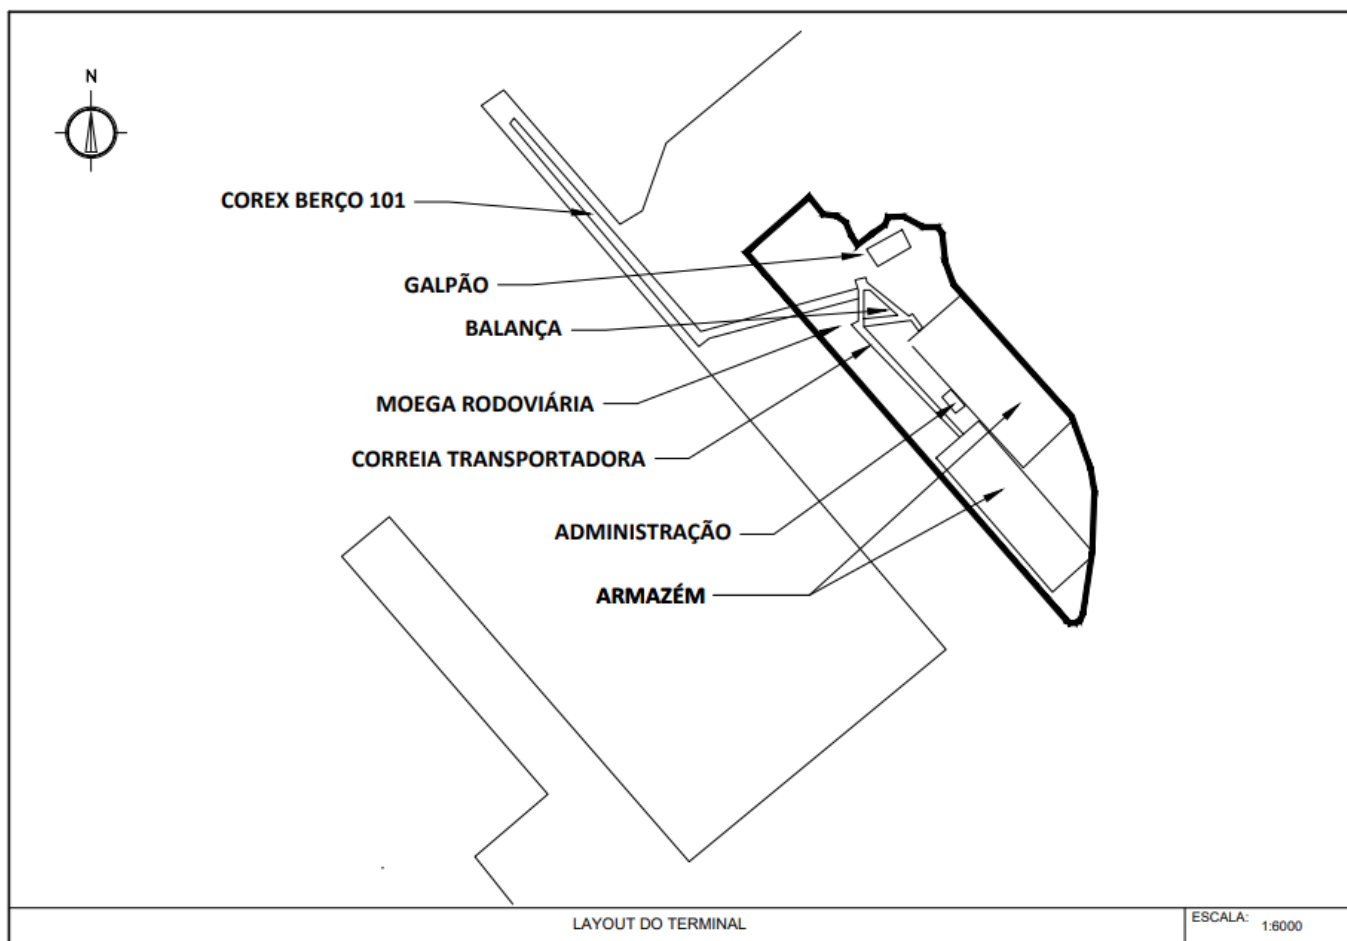 N
COREX BERÇO 101
GALPÃO
BALANÇA
MOEGA RODOVIÁRIA
CORREIA TRANSPORTADORA
ADMINISTRAÇÃO
ARMAZÉM
LAYOUT DO TERMINAL
ESCALA: 1:6000